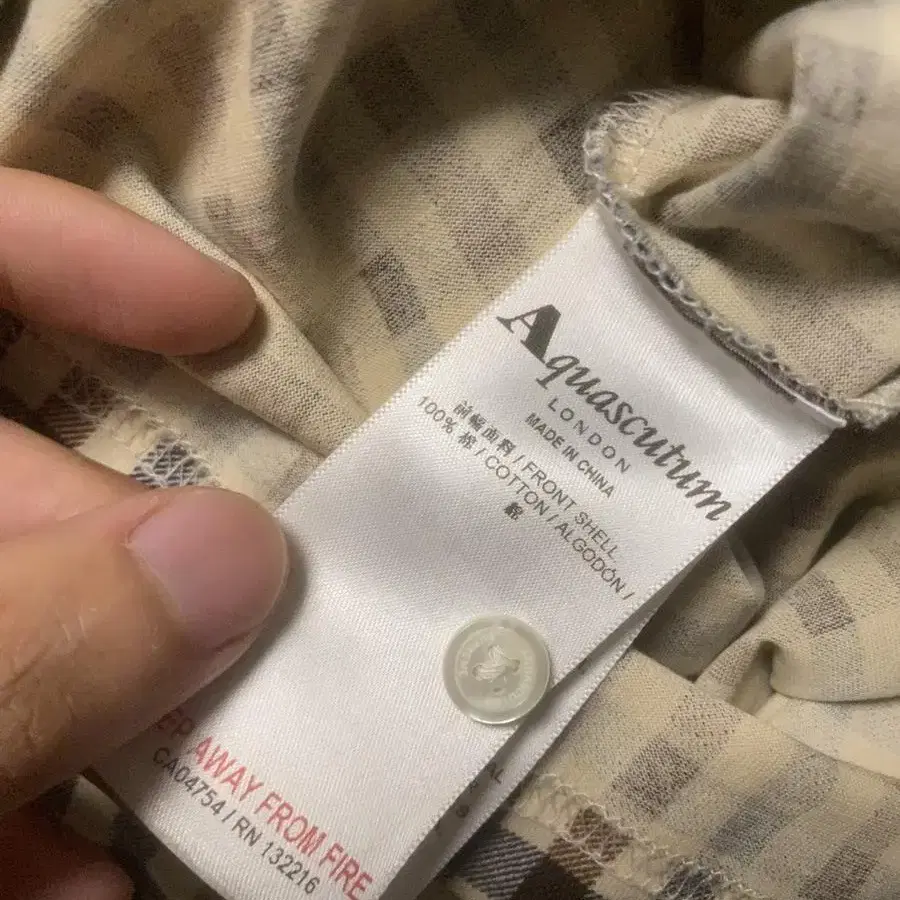 Aquascutum
LONDON
MADE IN CHINA
前幅面料 / FRONT SHELL
100% 棉 / COTTON / ALGODÓN /
綿
AWAY FROM FIRE
CA04754 / RN 132216